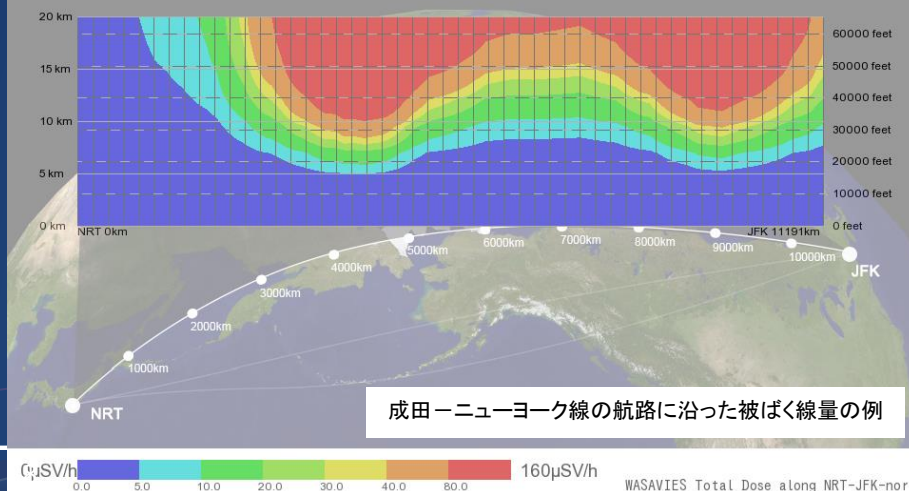 20 km
60000 feet
15 km
50000 feet
40000 feet
10 km
30000 feet
20000 feet
5 km
10000 feet
0 km
NRT 0km
JFK 11191km
0 feet
1000km
2000km
3000km
4000km
5000km
6000km
7000km
8000km
9000km
10000km
JFK
NRT
成田－ニューヨーク線の航路に沿った被ばく線量の例
0μSV/h
160μSV/h
0.0 5.0 10.0 20.0 30.0 40.0 80.0
WASAVIES Total Dose along NRT-JFK-nor